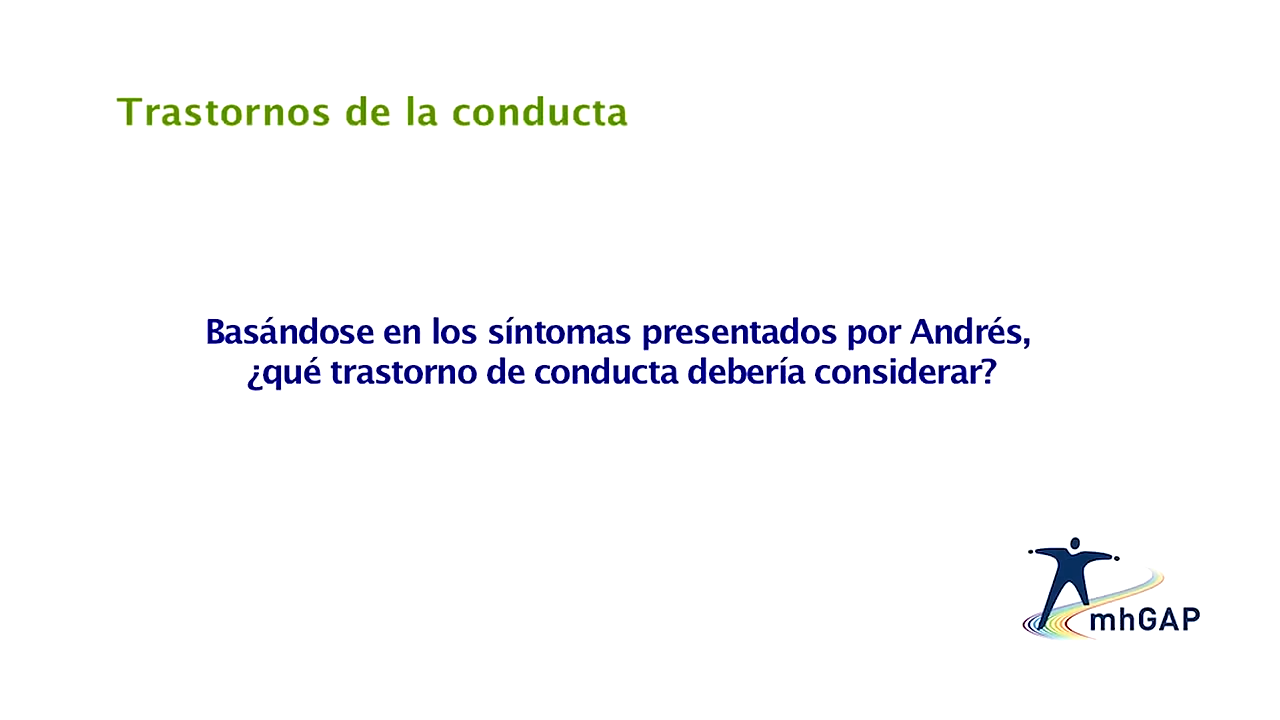 Trastornos de la conducta
Basándose en los síntomas presentados por Andrés,
¿qué trastorno de conducta debería considerar?
mhGAP